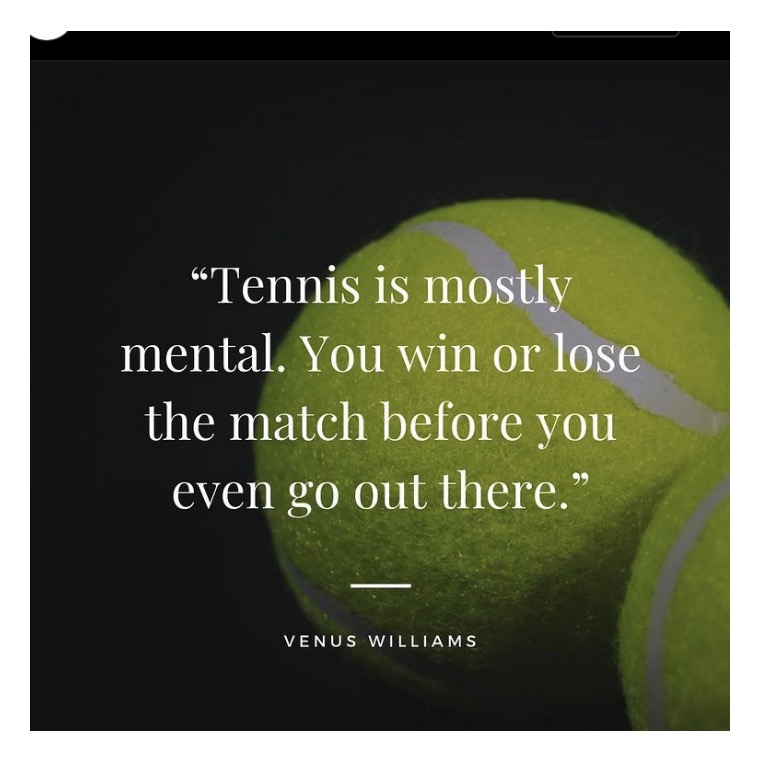 “Tennis is mostly
mental. You win or lose
the match before you
even go out there.”
VENUS WILLIAMS